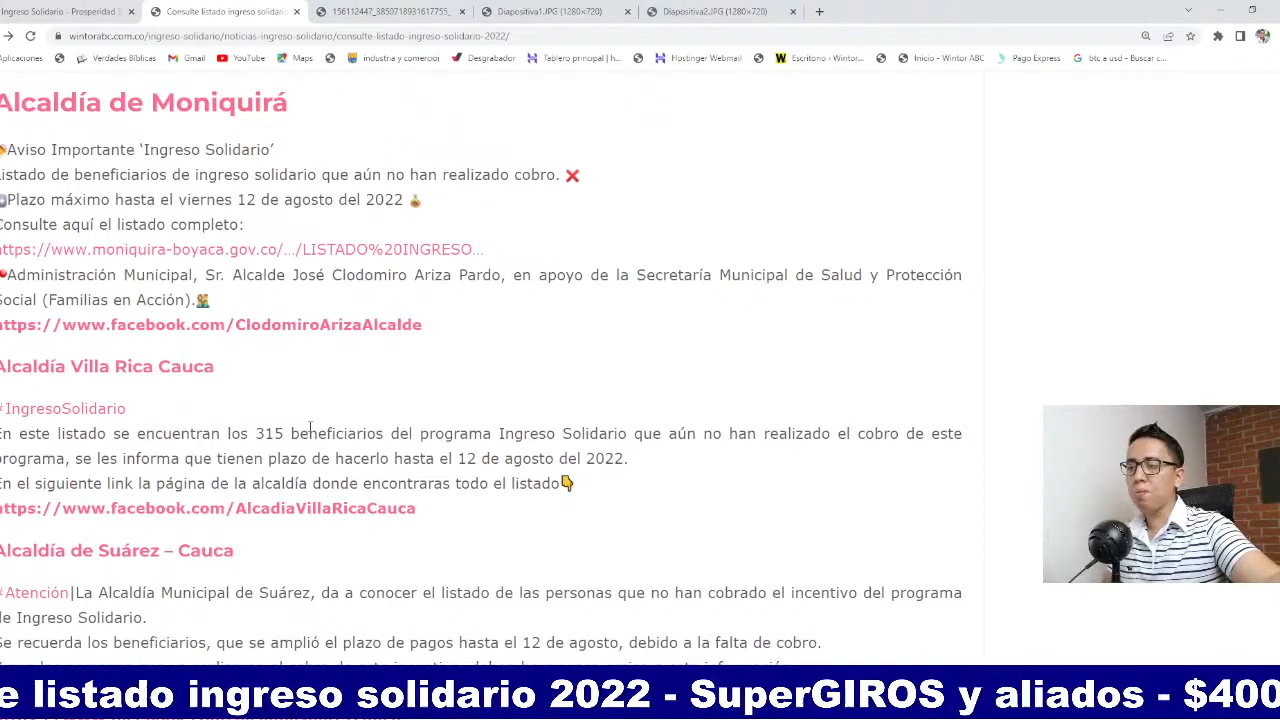 ngreso Solidario - Prosperidad S
Consulte listado ingreso solidari
156112447_3850718931617755_
Diapositiva1.JPG (1280×720)
Diapositiva2.JPG (1280×720)
wintorabc.com.co/ingreso-solidario/noticias-ingreso-solidario/consulte-listado-ingreso-solidario-2022/
Aplicaciones
Verdades Bíblicas
Gmail
YouTube
Maps
industria y comercioi
Desgrabador
Tablero principal | h...
Hostinger Webmail
Escritorio ‹ Wintor...
Inicio - Wintor ABC
Pago Express
btc a usd - Buscar c...
Alcaldía de Moniquirá
Aviso Importante ‘Ingreso Solidario’
Listado de beneficiarios de ingreso solidario que aún no han realizado cobro. ❌
Plazo máximo hasta el viernes 12 de agosto del 2022
Consulte aquí el listado completo:
https://www.moniquira-boyaca.gov.co/.../LISTADO%20INGRESO...
Administración Municipal, Sr. Alcalde José Clodomiro Ariza Pardo, en apoyo de la Secretaría Municipal de Salud y Protección
Social (Familias en Acción).
https://www.facebook.com/ClodomiroArizaAlcalde
Alcaldía Villa Rica Cauca
#IngresoSolidario
En este listado se encuentran los 315 beneficiarios del programa Ingreso Solidario que aún no han realizado el cobro de este
programa, se les informa que tienen plazo de hacerlo hasta el 12 de agosto del 2022.
En el siguiente link la página de la alcaldía donde encontraras todo el listado👇
https://www.facebook.com/AlcadiaVillaRicaCauca
Alcaldía de Suárez – Cauca
#Atención|La Alcaldía Municipal de Suárez, da a conocer el listado de las personas que no han cobrado el incentivo del programa
de Ingreso Solidario.
Se recuerda los beneficiarios, que se amplió el plazo de pagos hasta el 12 de agosto, debido a la falta de cobro.
e listado ingreso solidario 2022 - SuperGIROS y aliados - $400